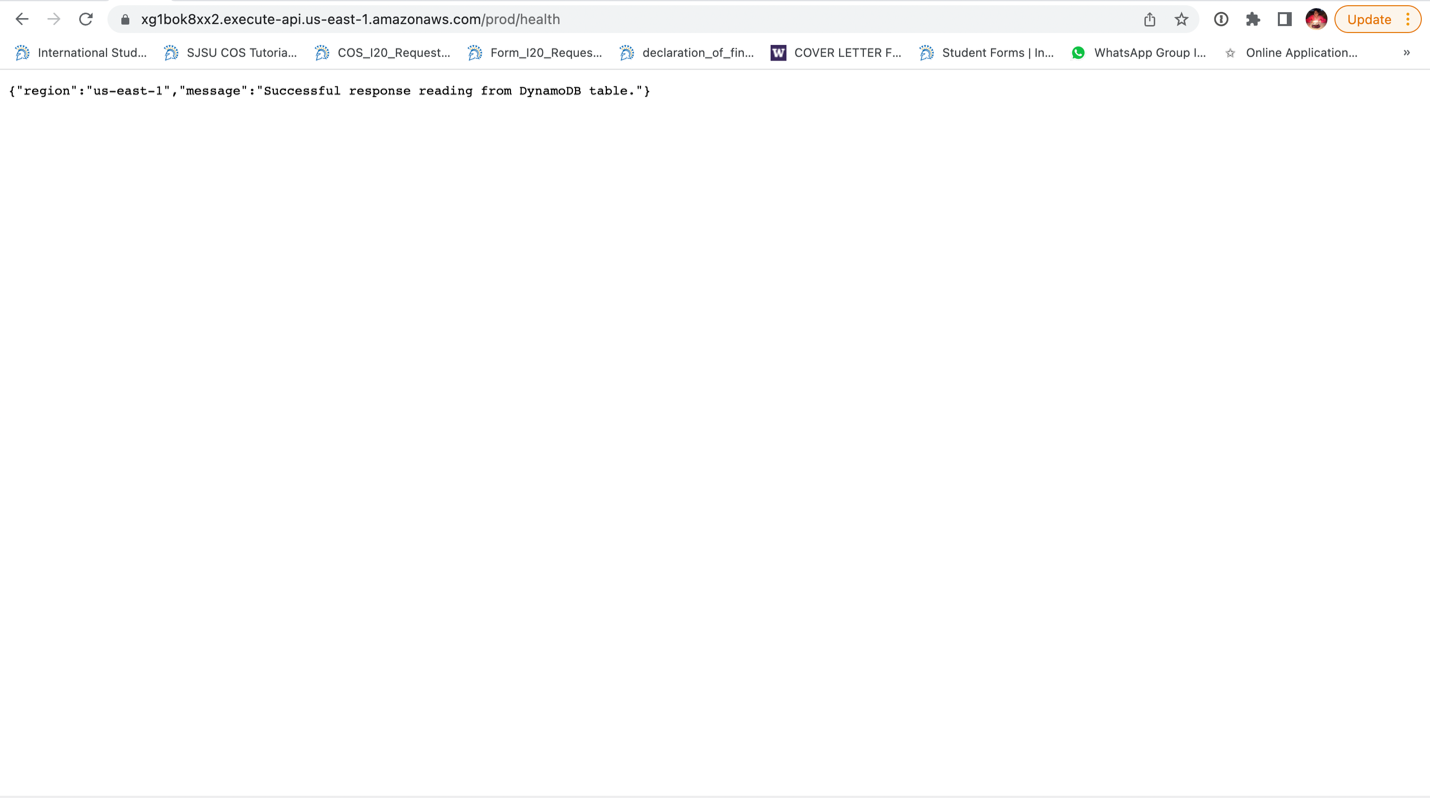 xg1bok8xx2.execute-api.us-east-1.amazonaws.com/prod/health
Update
International Stud...
SJSU COS Tutoria...
COS_I20_Request...
Form_I20_Reques...
declaration_of_fin...
W
COVER LETTER F...
Student Forms | In...
WhatsApp Group I...
Online Application...
»
{"region":"us-east-1","message":"Successful response reading from DynamoDB table."}